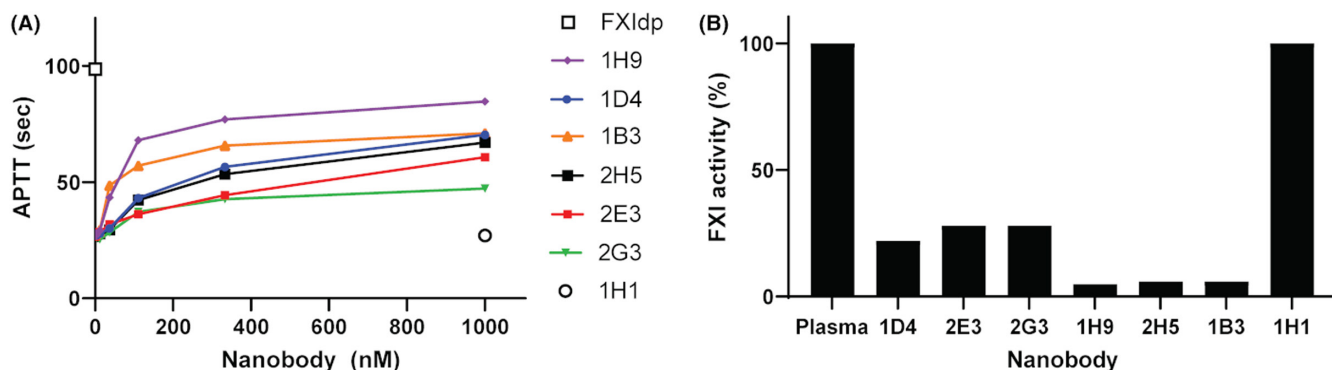 (A)
APTT (sec)
100
50
0
0 200 400 600 800 1000
Nanobody (nM)
FXIdp
1H9
1D4
1B3
2H5
2E3
2G3
1H1
(B)
FXI activity (%)
100
50
0
Plasma 1D4 2E3 2G3 1H9 2H5 1B3 1H1
Nanobody